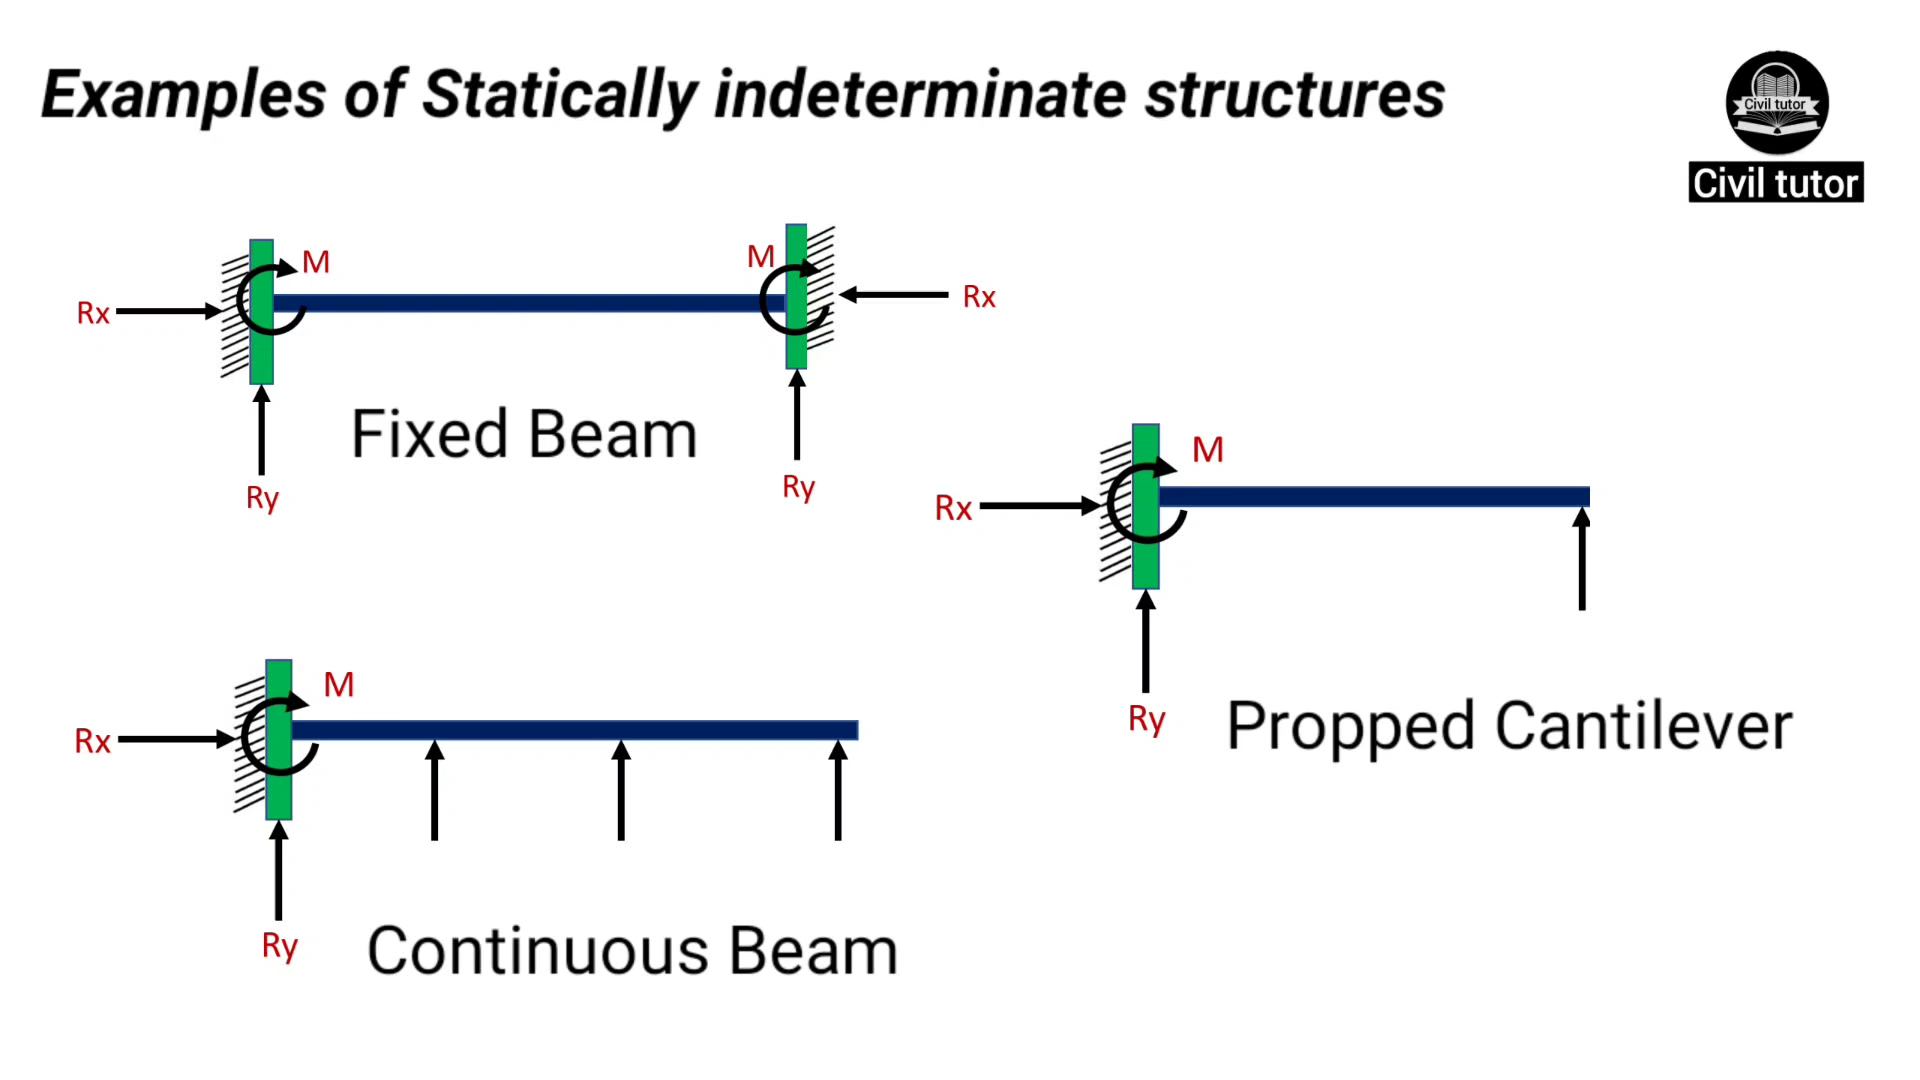 Examples of Statically indeterminate structures
Civil tutor
Civil tutor
M
M
Rx
Rx
Ry
Ry
Fixed Beam
M
Rx
Ry
Propped Cantilever
M
Rx
Ry
Continuous Beam